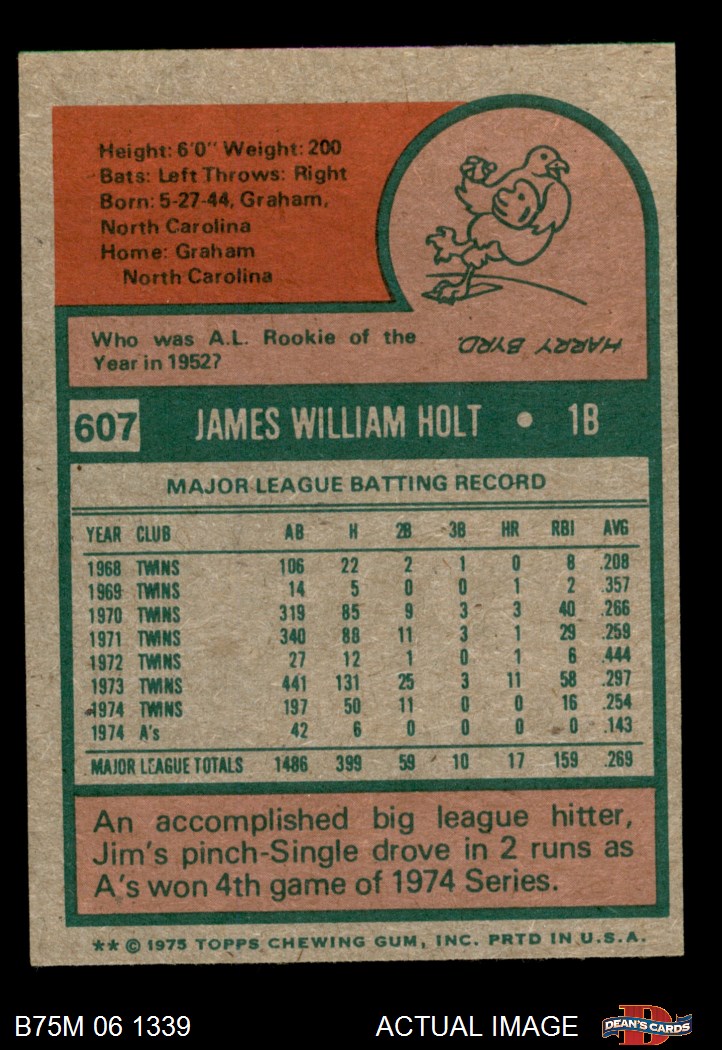 Height: 6'0" Weight: 200
Bats: Left Throws: Right
Born: 5-27-44, Graham,
North Carolina
Home: Graham
North Carolina
Who was A.L. Rookie of the
Year in 1952?
HARRY BYRD.
607 JAMES WILLIAM HOLT • 1B
MAJOR LEAGUE BATTING RECORD
YEAR CLUB AB H 2B 3B HR RBI AVG
1968 TWINS 106 22 2 1 0 8 .208
1969 TWINS 14 5 0 0 1 2 .357
1970 TWINS 319 85 9 3 3 40 .266
1971 TWINS 340 88 11 3 1 29 .259
1972 TWINS 27 12 1 0 1 6 .444
1973 TWINS 441 131 25 3 11 58 .297
1974 TWINS 197 50 11 0 0 16 .254
1974 A's 42 6 0 0 0 0 .143
MAJOR LEAGUE TOTALS 1486 399 59 10 17 159 .269
An accomplished big league hitter,
Jim's pinch-Single drove in 2 runs as
A's won 4th game of 1974 Series.
** © 1975 TOPPS CHEWING GUM, INC. PRTD IN U.S.A.
B75M 06 1339 ACTUAL IMAGE D DEAN'S CARDS